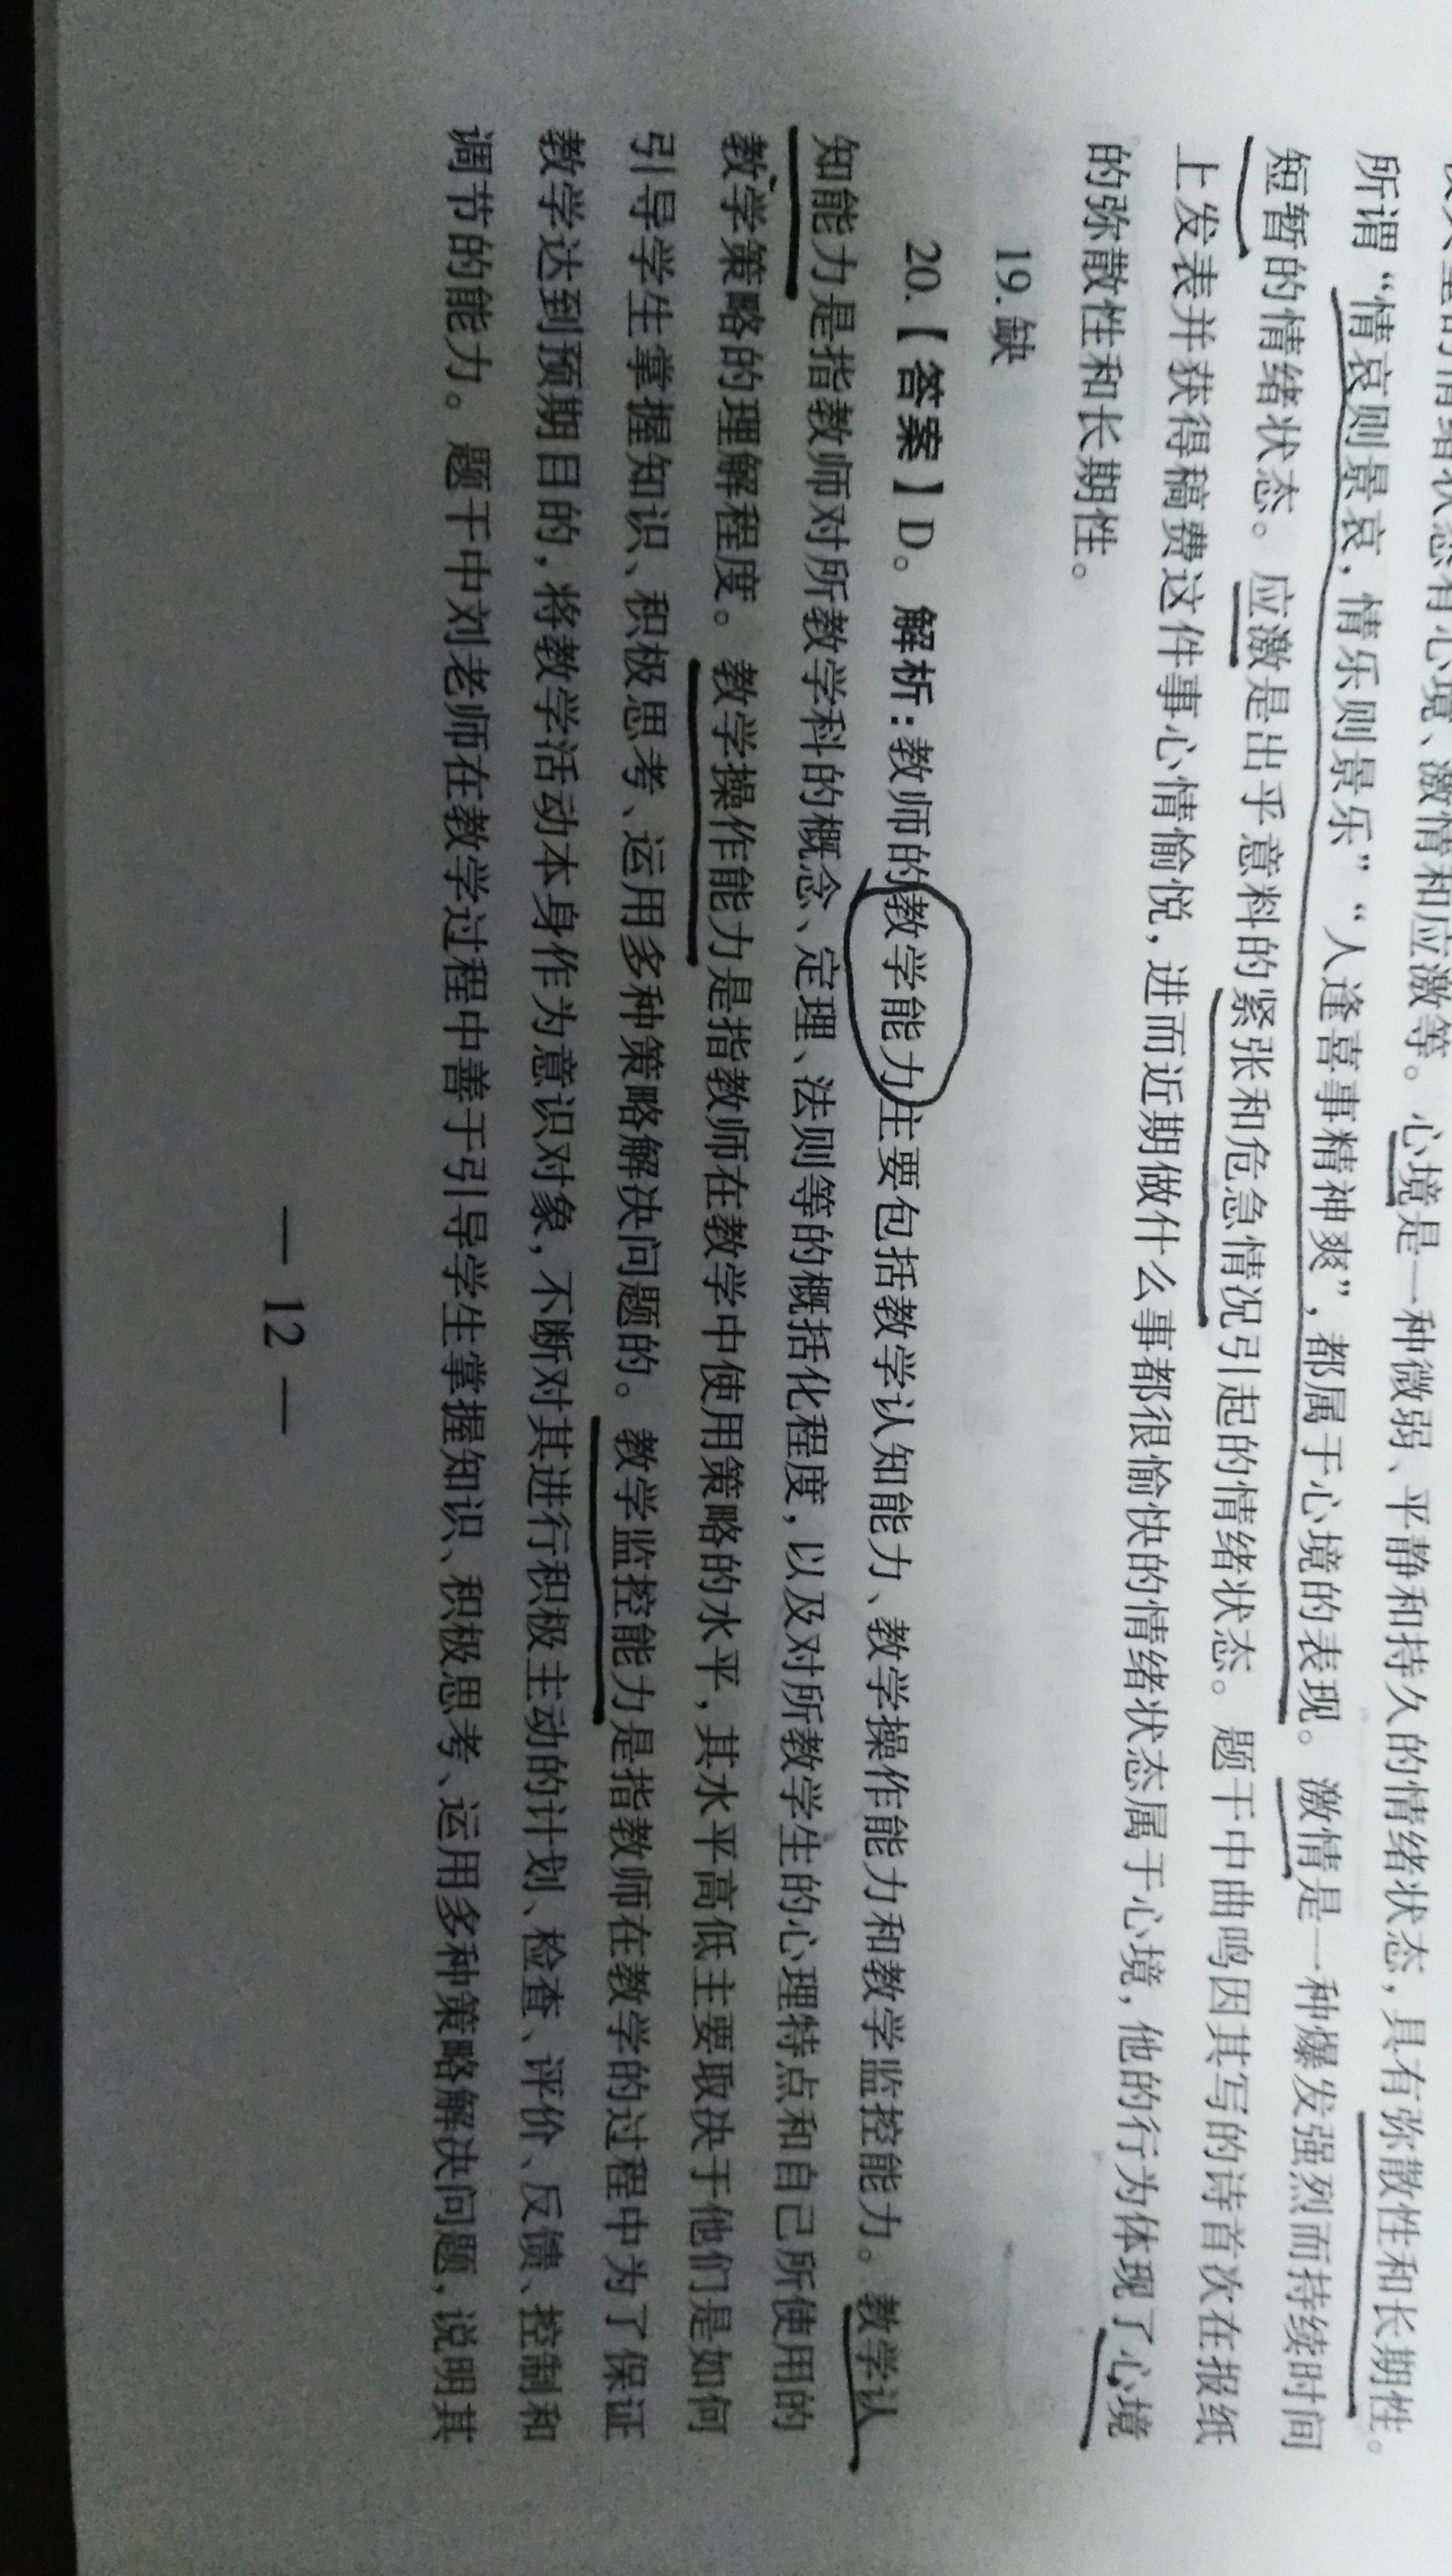 的情绪状态有心境、激情和应激等。心境是一种微弱、平静和持久的情绪状态，具有弥散性和长期性。
所谓“情哀则景哀，情乐则景乐”“人逢喜事精神爽”，都属于心境的表现。激情是一种爆发强烈而持续时间
短暂的情绪状态。应激是出乎意料的紧张和危急情况引起的情绪状态。题干中曲鸣因其写的诗首次在报纸
上发表并获得稿费这件事心情愉悦，进而近期做什么事都很愉快的情绪状态属于心境，他的行为体现了心境
的弥散性和长期性。
19.缺
20.【答案】D。解析：教师的教学能力主要包括教学认知能力、教学操作能力和教学监控能力。教学认
知能力是指教师对所教学科的概念、定理、法则等的概括化程度，以及对所教学生的心理特点和自己所使用的
教学策略的理解程度。教学操作能力是指教师在教学中使用策略的水平，其水平高低主要取决于他们是如何
引导学生掌握知识、积极思考、运用多种策略解决问题的。教学监控能力是指教师在教学的过程中为了保证
教学达到预期目的，将教学活动本身作为意识对象，不断对其进行积极主动的计划、检查、评价、反馈、控制和
调节的能力。题干中刘老师在教学过程中善于引导学生掌握知识、积极思考、运用多种策略解决问题，说明其
— 12 —